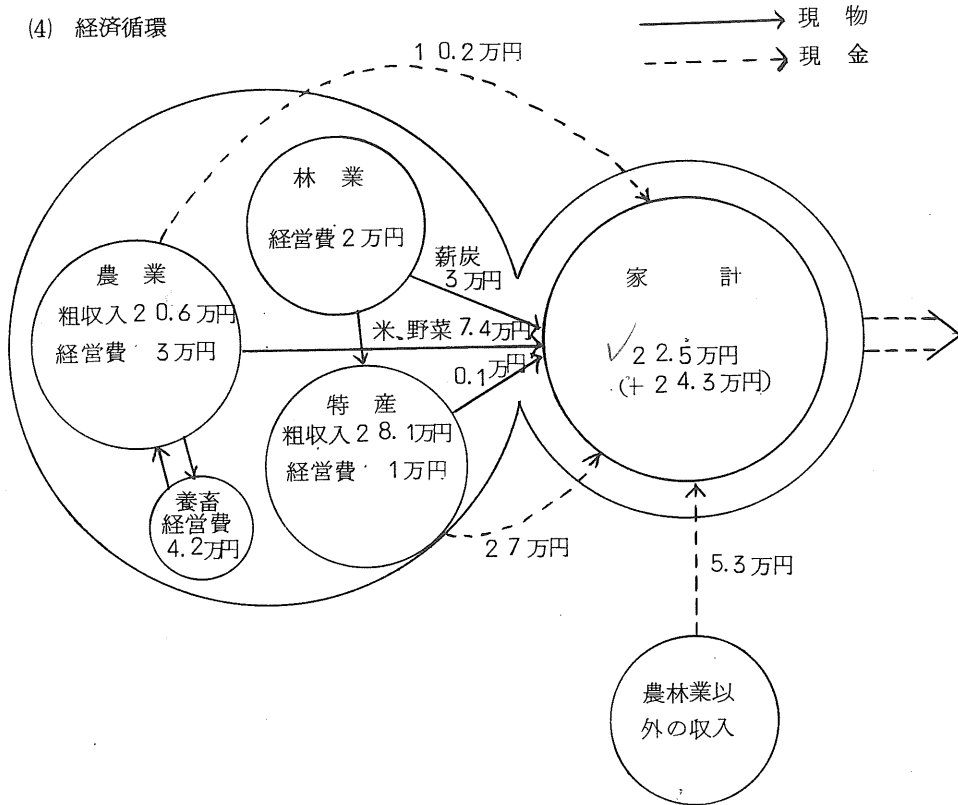 (4) 経済循環
現物
現金
10.2万円
林業
経営費2万円
農業
粗収入20.6万円
経営費 3万円
薪炭
3万円
米、野菜7.4万円
0.1万円
特産
粗収入28.1万円
経営費 1万円
養畜
経営費
4.2万円
家計
22.5万円
(+24.3万円)
27万円
5.3万円
農林業以
外の収入